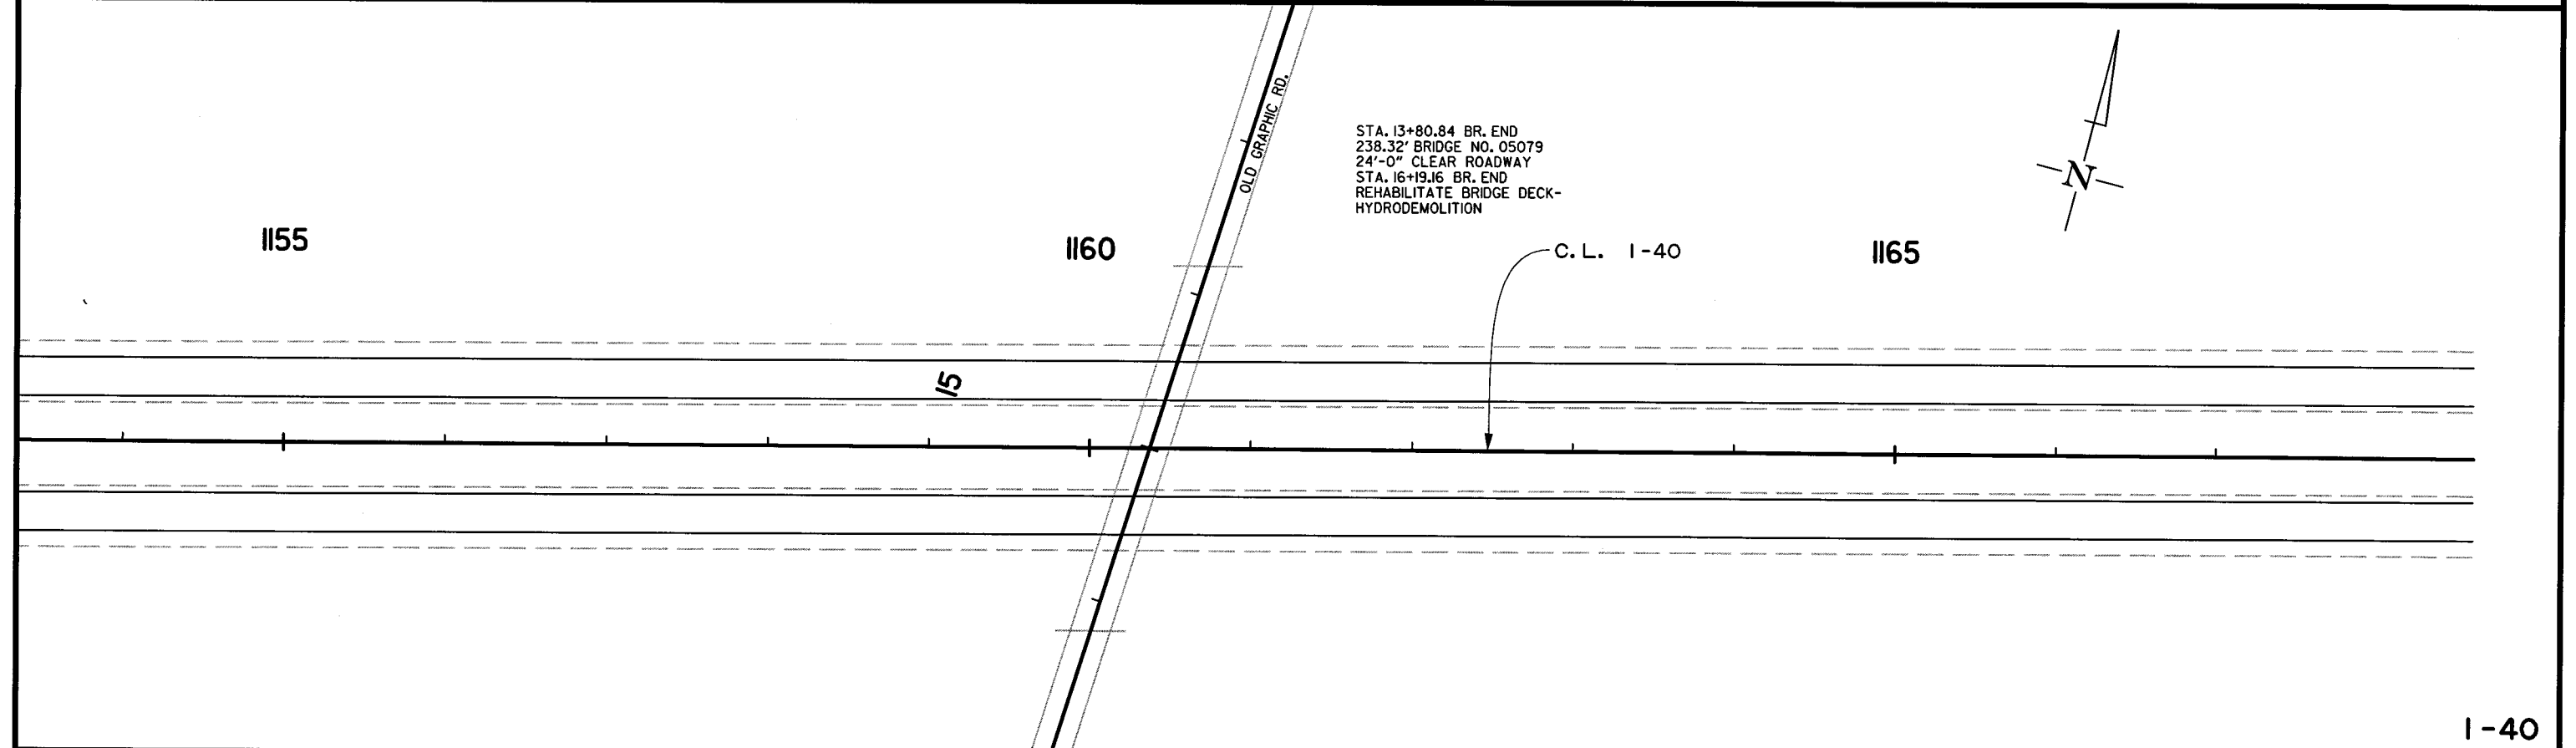 OLD GRAPHIC RD.
STA. 13+80.84 BR. END
238.32' BRIDGE NO. 05079
24'-0" CLEAR ROADWAY
STA. 16+19.16 BR. END
REHABILITATE BRIDGE DECK-
HYDRODEMOLITION
N
1155
1160
C.L. I-40
1165
15
I-40